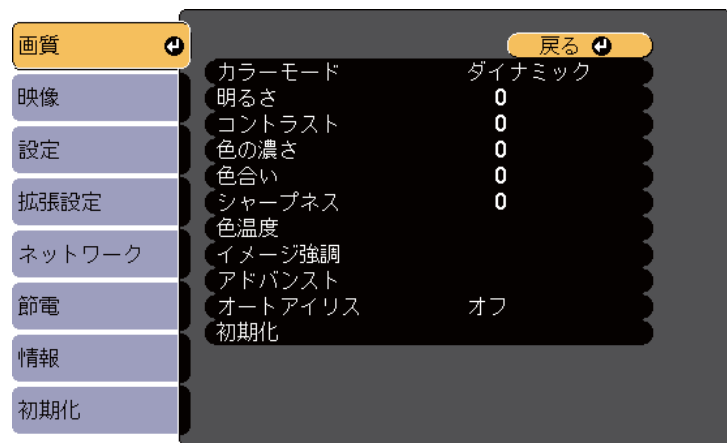 画質
映像
設定
拡張設定
ネットワーク
節電
情報
初期化
戻る
カラーモード ダイナミック
明るさ 0
コントラスト 0
色の濃さ 0
色合い 0
シャープネス 0
色温度
イメージ強調
アドバンスト
オートアイリス オフ
初期化